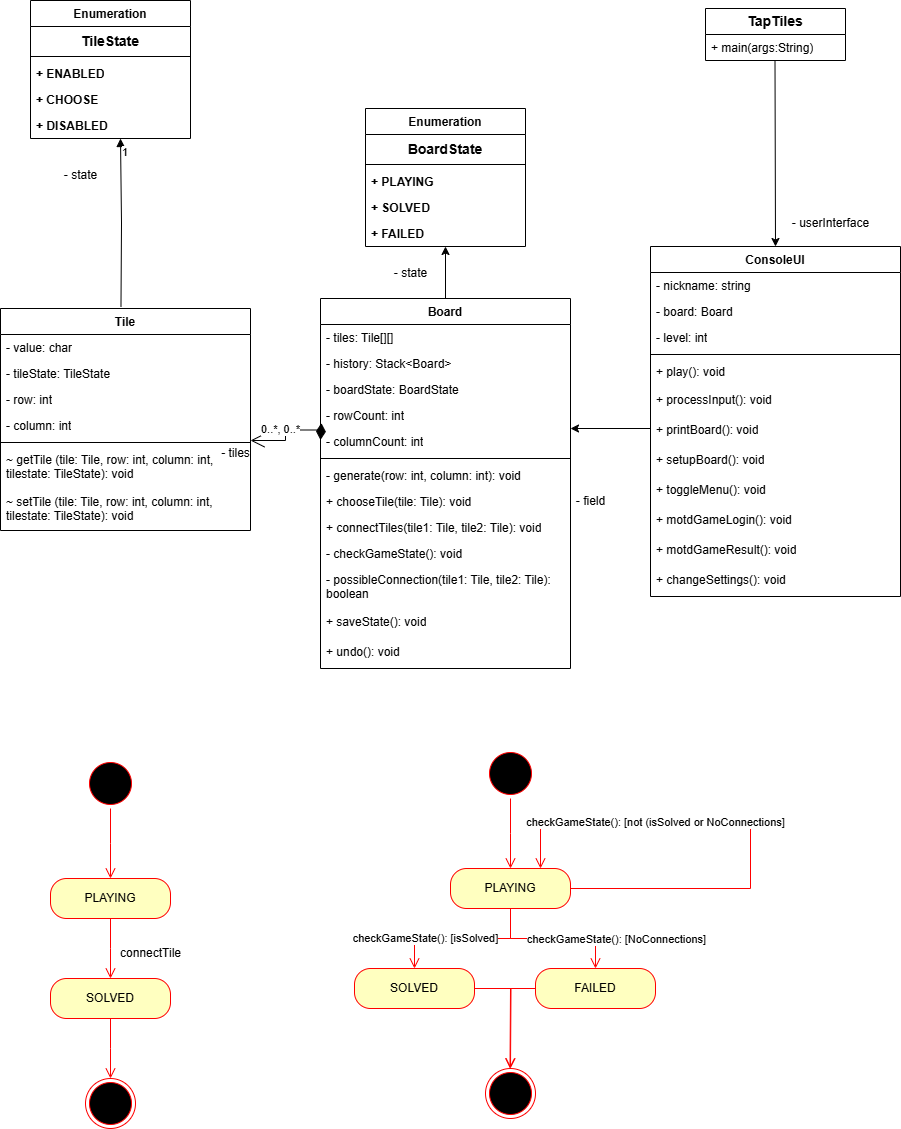 Enumeration
TileState
+ ENABLED
+ CHOOSE
+ DISABLED
1
- state
Tile
- value: char
- tileState: TileState
- row: int
- column: int
~ getTile (tile: Tile, row: int, column: int,
tilestate: TileState): void
~ setTile (tile: Tile, row: int, column: int,
tilestate: TileState): void
0..*, 0..*
- tiles
Enumeration
BoardState
+ PLAYING
+ SOLVED
+ FAILED
- state
Board
- tiles: Tile[][]
- history: Stack<Board>
- boardState: BoardState
- rowCount: int
- columnCount: int
- generate(row: int, column: int): void
+ chooseTile(tile: Tile): void
+ connectTiles(tile1: Tile, tile2: Tile): void
- checkGameState(): void
- possibleConnection(tile1: Tile, tile2: Tile):
boolean
+ saveState(): void
+ undo(): void
- field
TapTiles
+ main(args:String)
- userInterface
ConsoleUI
- nickname: string
- board: Board
- level: int
+ play(): void
+ processInput(): void
+ printBoard(): void
+ setupBoard(): void
+ toggleMenu(): void
+ motdGameLogin(): void
+ motdGameResult(): void
+ changeSettings(): void
PLAYING
connectTile
SOLVED
checkGameState(): [not (isSolved or NoConnections]
PLAYING
checkGameState(): [isSolved]
checkGameState(): [NoConnections]
SOLVED
FAILED